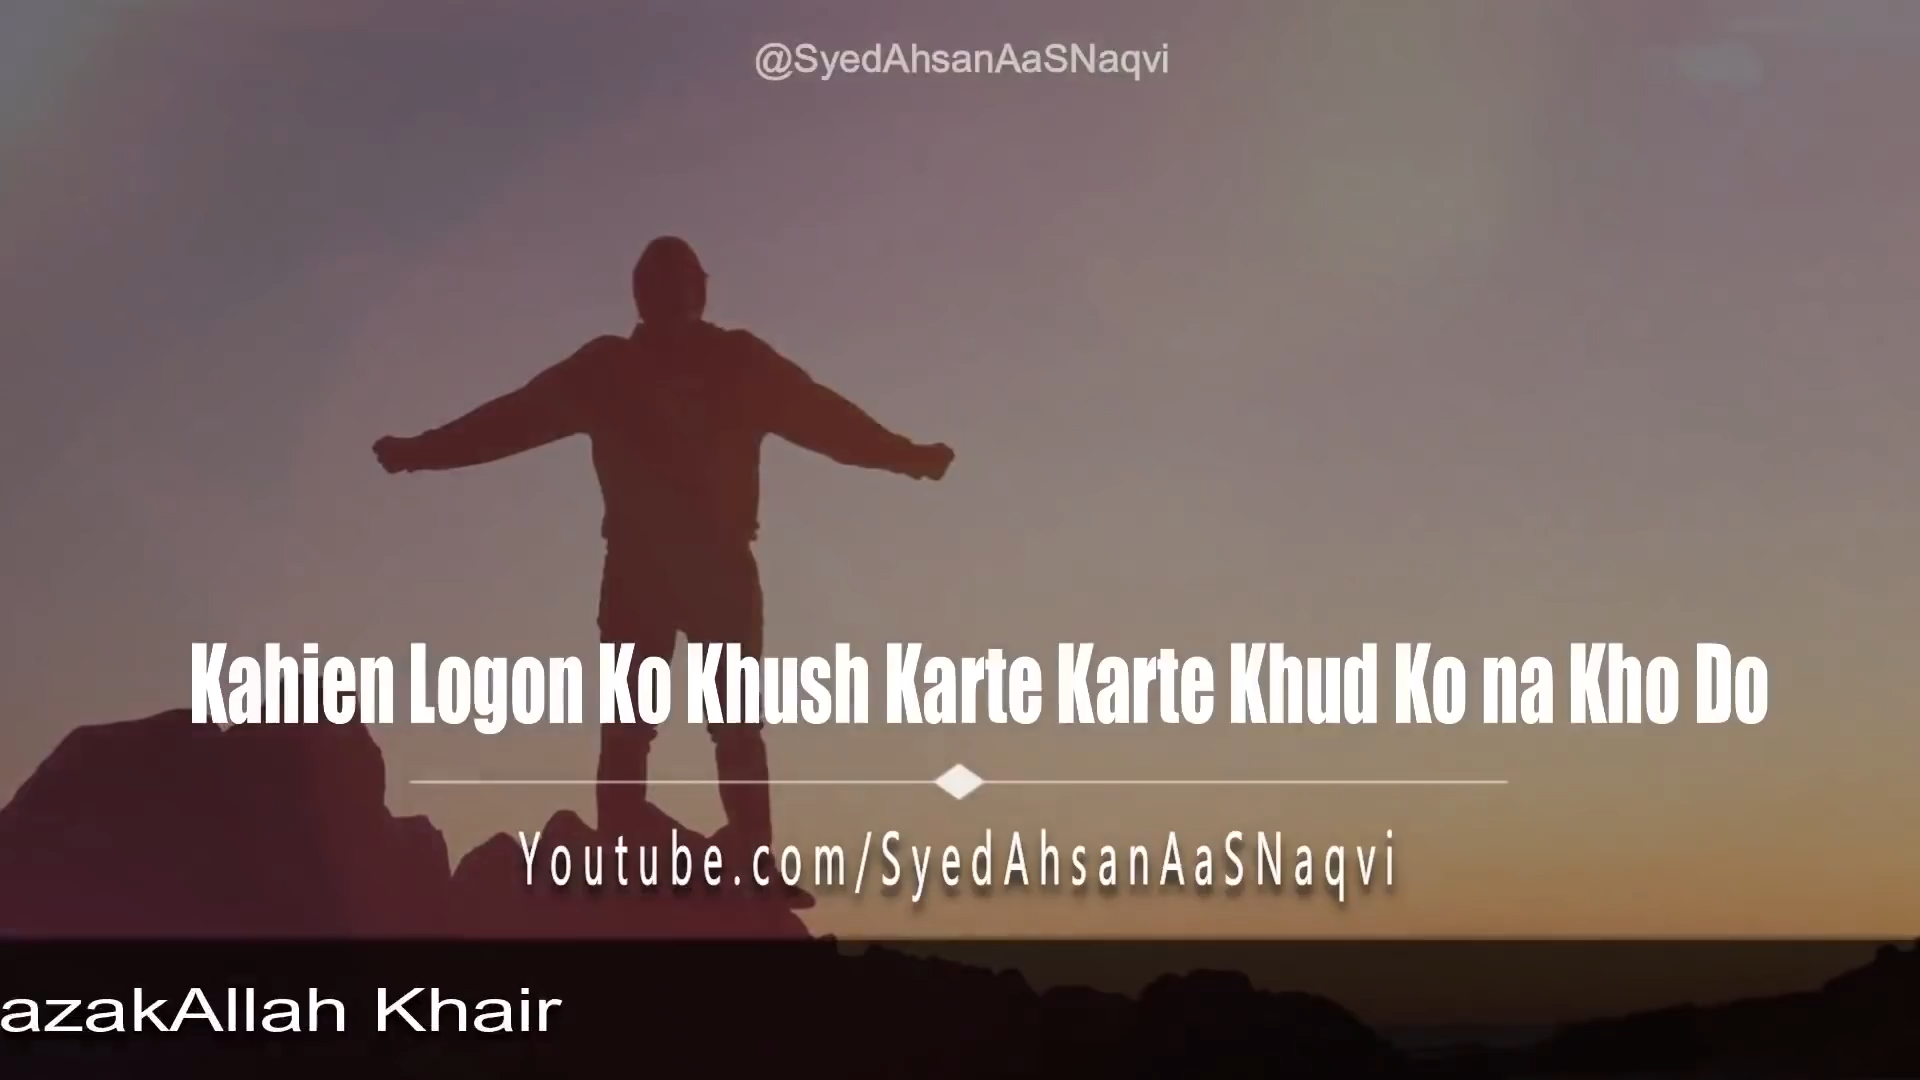 @SyedAhsanAaSNaqvi
Kahien Logon Ko Khush Karte Karte Khud Ko na Kho Do
Youtube.com/SyedAhsanAaSNaqvi
azakAllah Khair